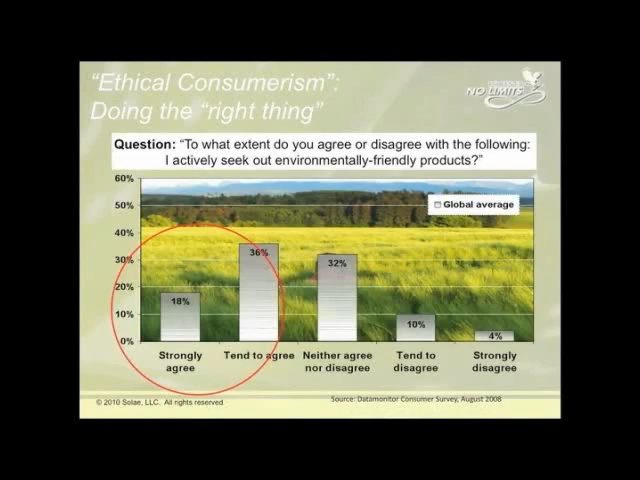 “Ethical Consumerism”:
Doing the “right thing”
NO LIMITS
Question: “To what extent do you agree or disagree with the following:
I actively seek out environmentally-friendly products?”
60%
50%
40%
30%
20%
10%
0%
Global average
18%
36%
32%
10%
4%
Strongly
agree
Tend to agree
Neither agree
nor disagree
Tend to
disagree
Strongly
disagree
© 2010 Solae, LLC. All rights reserved
Source: Datamonitor Consumer Survey, August 2008